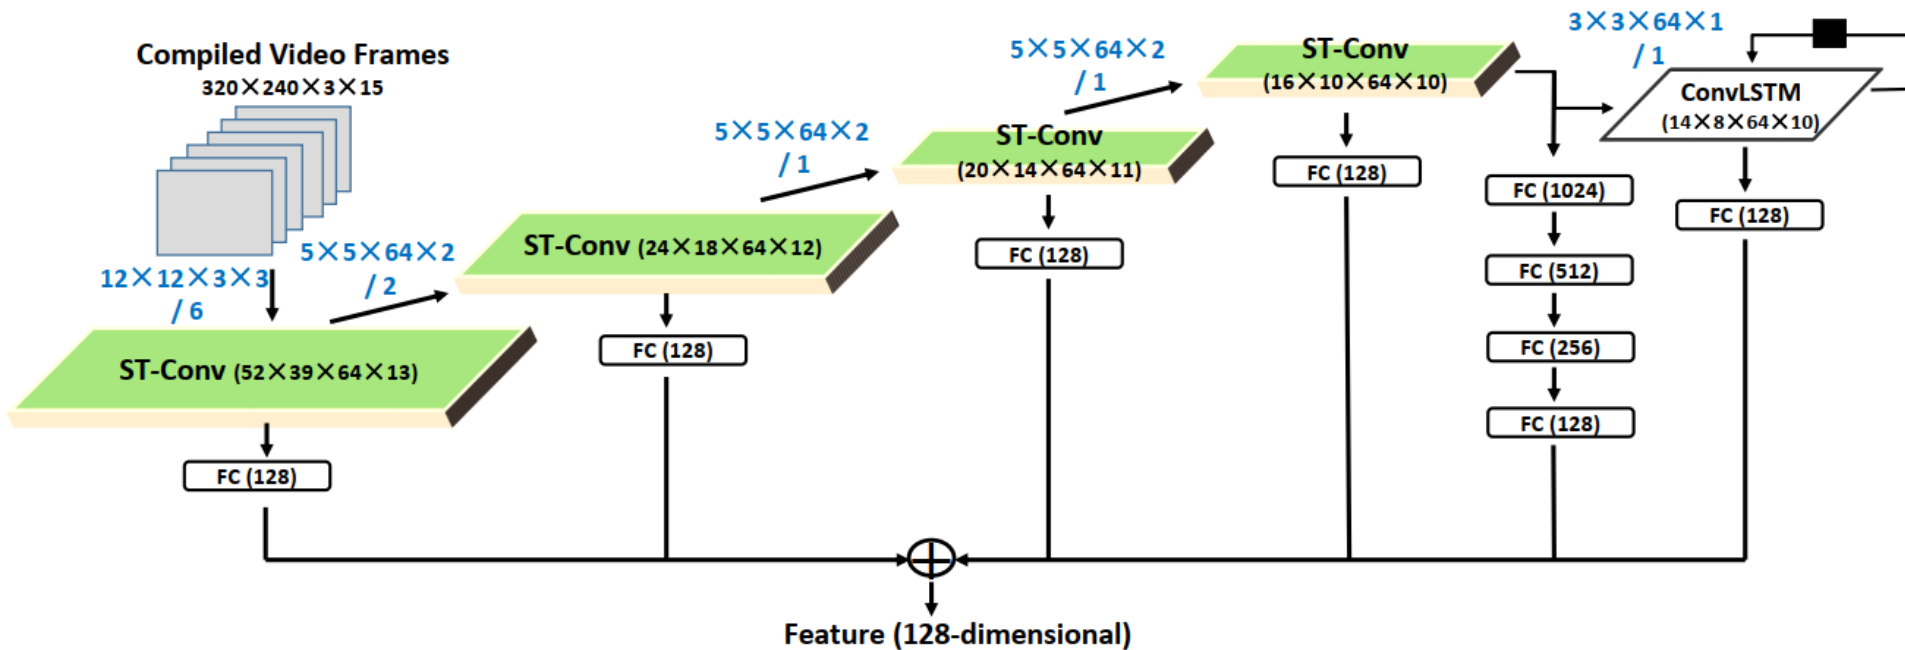 Compiled Video Frames
320×240×3×15
12×12×3×3
/ 6
ST-Conv (52×39×64×13)
FC (128)
5×5×64×2
/ 2
ST-Conv (24×18×64×12)
FC (128)
5×5×64×2
/ 1
ST-Conv
(20×14×64×11)
FC (128)
5×5×64×2
/ 1
ST-Conv
(16×10×64×10)
FC (128)
FC (1024)
FC (512)
FC (256)
FC (128)
3×3×64×1
/ 1
ConvLSTM
(14×8×64×10)
FC (128)
Feature (128-dimensional)